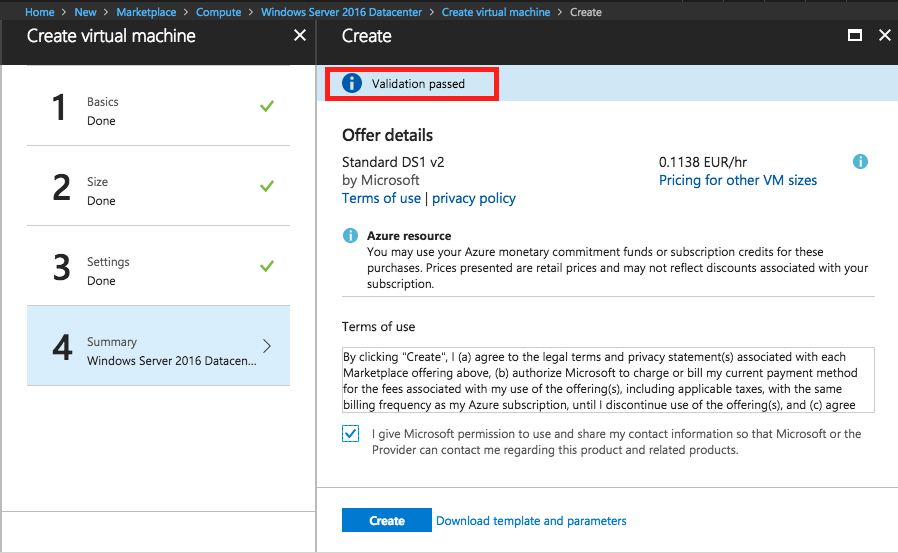 Home > New > Marketplace > Compute > Windows Server 2016 Datacenter > Create virtual machine > Create
Create virtual machine
1
Basics
Done
2
Size
Done
3
Settings
Done
4
Summary
Windows Server 2016 Datacen...
Create
Validation passed
Offer details
Standard DS1 v2
by Microsoft
Terms of use | privacy policy
0.1138 EUR/hr
Pricing for other VM sizes
Azure resource
You may use your Azure monetary commitment funds or subscription credits for these
purchases. Prices presented are retail prices and may not reflect discounts associated with your
subscription.
Terms of use
By clicking "Create", I (a) agree to the legal terms and privacy statement(s) associated with each
Marketplace offering above, (b) authorize Microsoft to charge or bill my current payment method
for the fees associated with my use of the offering(s), including applicable taxes, with the same
billing frequency as my Azure subscription, until I discontinue use of the offering(s), and (c) agree
I give Microsoft permission to use and share my contact information so that Microsoft or the
Provider can contact me regarding this product and related products.
Create
Download template and parameters